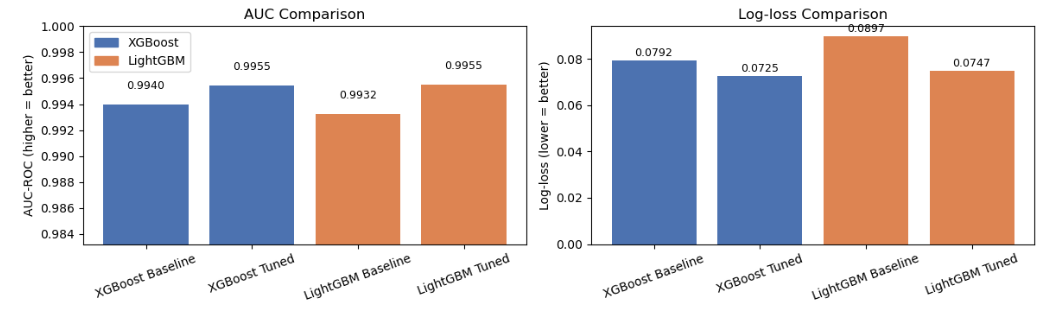 AUC Comparison
AUC-ROC (higher = better)
1.000
0.998
0.996
0.994
0.992
0.990
0.988
0.986
0.984
XGBoost
LightGBM
0.9940
0.9955
0.9932
0.9955
XGBoost Baseline
XGBoost Tuned
LightGBM Baseline
LightGBM Tuned
Log-loss Comparison
Log-loss (lower = better)
0.08
0.06
0.04
0.02
0.00
0.0792
0.0725
0.0897
0.0747
XGBoost Baseline
XGBoost Tuned
LightGBM Baseline
LightGBM Tuned